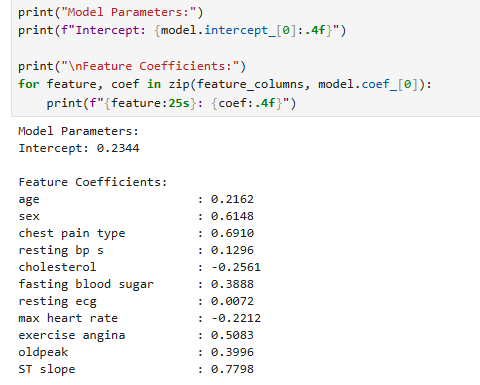 print("Model Parameters:")
print(f"Intercept: {model.intercept_[0]:.4f}")
print("\nFeature Coefficients:")
for feature, coef in zip(feature_columns, model.coef_[0]):
    print(f"{feature:25s}: {coef:.4f}")
Model Parameters:
Intercept: 0.2344
Feature Coefficients:
age                      : 0.2162
sex                      : 0.6148
chest pain type          : 0.6910
resting bp s             : 0.1296
cholesterol              : -0.2561
fasting blood sugar      : 0.3888
resting ecg              : 0.0072
max heart rate           : -0.2212
exercise angina          : 0.5083
oldpeak                  : 0.3996
ST slope                 : 0.7798